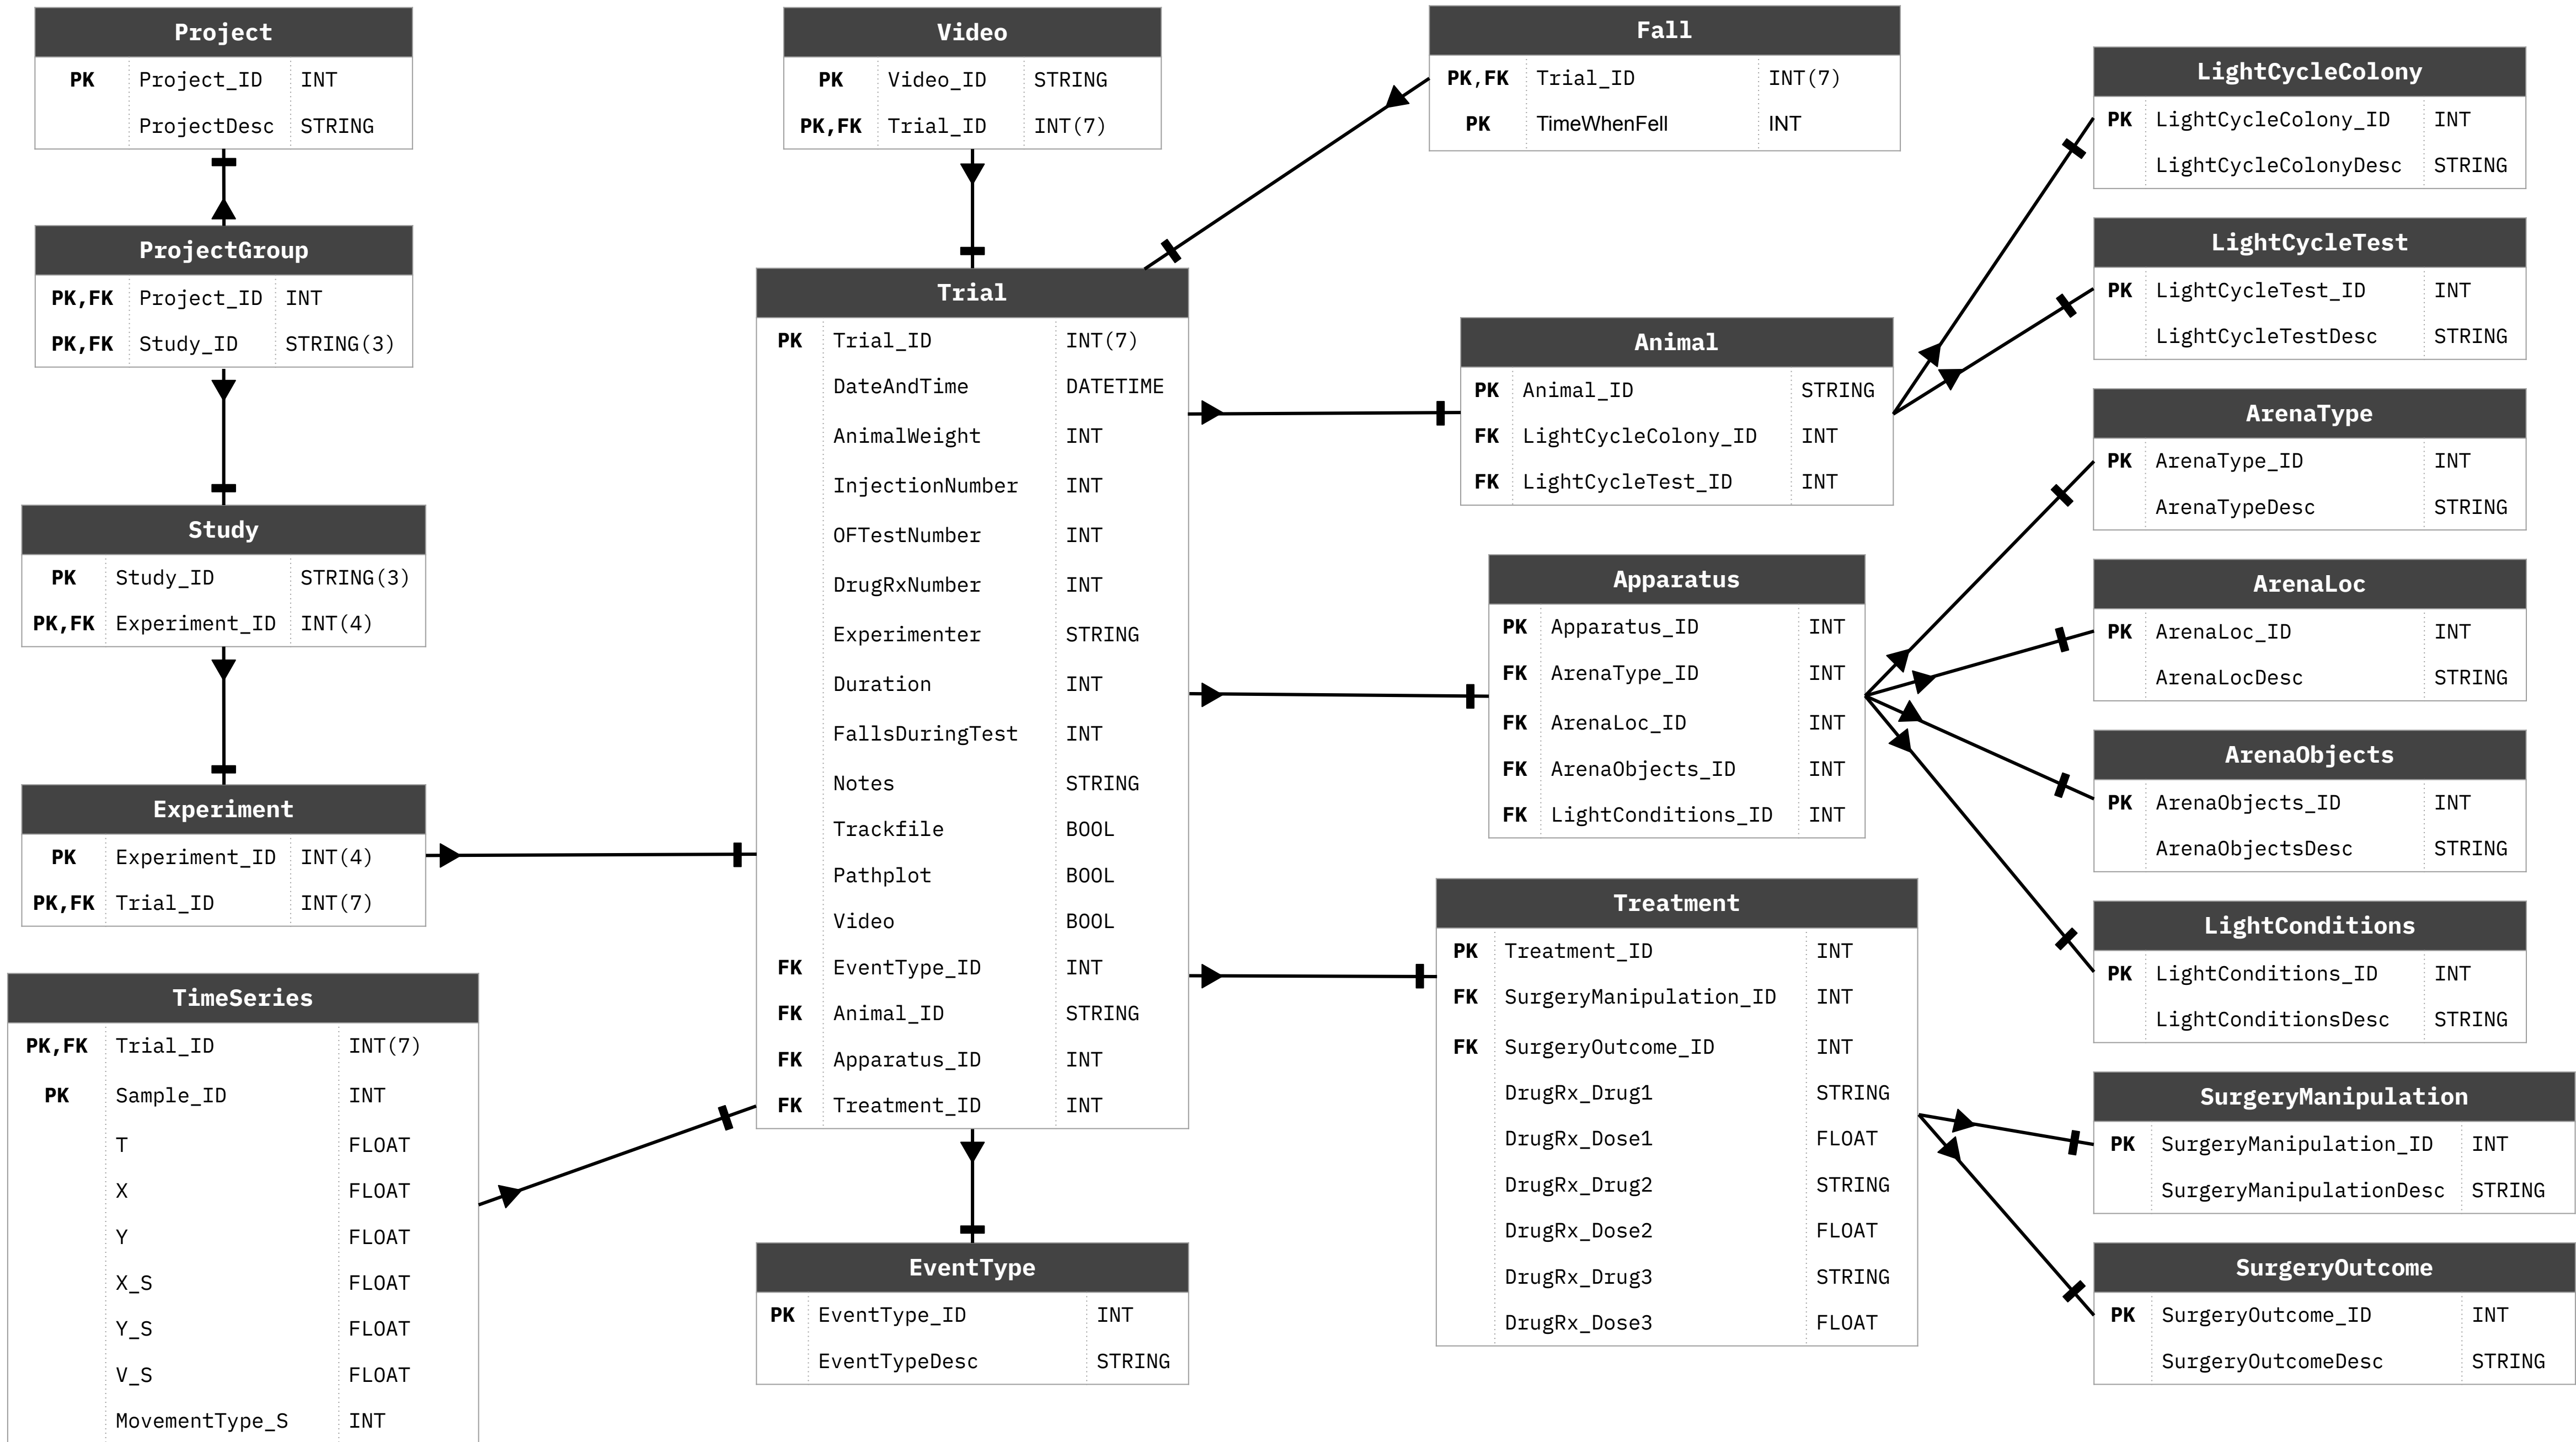 Project
PK Project_ID INT
ProjectDesc STRING
ProjectGroup
PK,FK Project_ID INT
PK,FK Study_ID STRING(3)
Study
PK Study_ID STRING(3)
PK,FK Experiment_ID INT(4)
Experiment
PK Experiment_ID INT(4)
PK,FK Trial_ID INT(7)
TimeSeries
PK,FK Trial_ID INT(7)
PK Sample_ID INT
T FLOAT
X FLOAT
Y FLOAT
X_S FLOAT
Y_S FLOAT
V_S FLOAT
MovementType_S INT
Video
PK Video_ID STRING
PK,FK Trial_ID INT(7)
Trial
PK Trial_ID INT(7)
DateAndTime DATETIME
AnimalWeight INT
InjectionNumber INT
OFTestNumber INT
DrugRxNumber INT
Experimenter STRING
Duration INT
FallsDuringTest INT
Notes STRING
Trackfile BOOL
Pathplot BOOL
Video BOOL
FK EventType_ID INT
FK Animal_ID STRING
FK Apparatus_ID INT
FK Treatment_ID INT
EventType
PK EventType_ID INT
EventTypeDesc STRING
Fall
PK,FK Trial_ID INT(7)
PK TimeWhenFell INT
Animal
PK Animal_ID STRING
FK LightCycleColony_ID INT
FK LightCycleTest_ID INT
Apparatus
PK Apparatus_ID INT
FK ArenaType_ID INT
FK ArenaLoc_ID INT
FK ArenaObjects_ID INT
FK LightConditions_ID INT
Treatment
PK Treatment_ID INT
FK SurgeryManipulation_ID INT
FK SurgeryOutcome_ID INT
DrugRx_Drug1 STRING
DrugRx_Dose1 FLOAT
DrugRx_Drug2 STRING
DrugRx_Dose2 FLOAT
DrugRx_Drug3 STRING
DrugRx_Dose3 FLOAT
LightCycleColony
PK LightCycleColony_ID INT
LightCycleColonyDesc STRING
LightCycleTest
PK LightCycleTest_ID INT
LightCycleTestDesc STRING
ArenaType
PK ArenaType_ID INT
ArenaTypeDesc STRING
ArenaLoc
PK ArenaLoc_ID INT
ArenaLocDesc STRING
ArenaObjects
PK ArenaObjects_ID INT
ArenaObjectsDesc STRING
LightConditions
PK LightConditions_ID INT
LightConditionsDesc STRING
SurgeryManipulation
PK SurgeryManipulation_ID INT
SurgeryManipulationDesc STRING
SurgeryOutcome
PK SurgeryOutcome_ID INT
SurgeryOutcomeDesc STRING